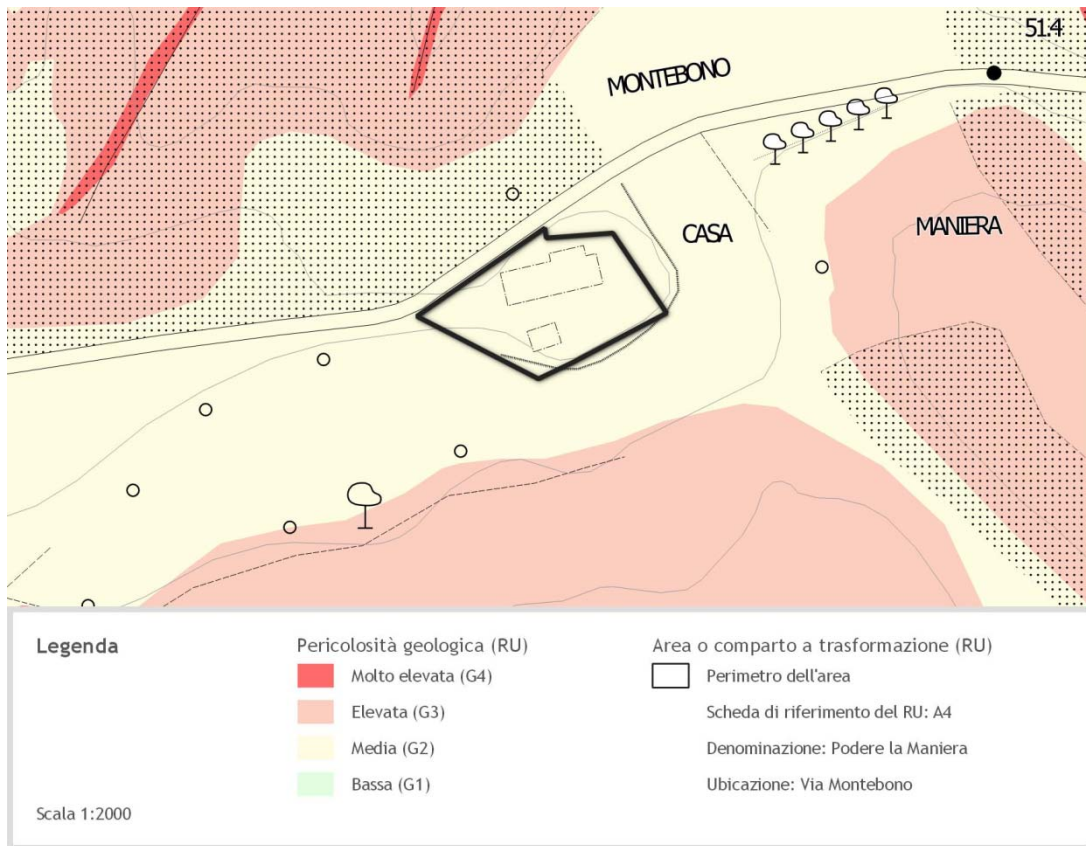 51.4
MONTEBONO
CASA
MANIERA
Legenda
Pericolosità geologica (RU)
Molto elevata (G4)
Elevata (G3)
Media (G2)
Bassa (G1)
Area o comparto a trasformazione (RU)
Perimetro dell'area
Scheda di riferimento del RU: A4
Denominazione: Podere la Maniera
Ubicazione: Via Montebono
Scala 1:2000